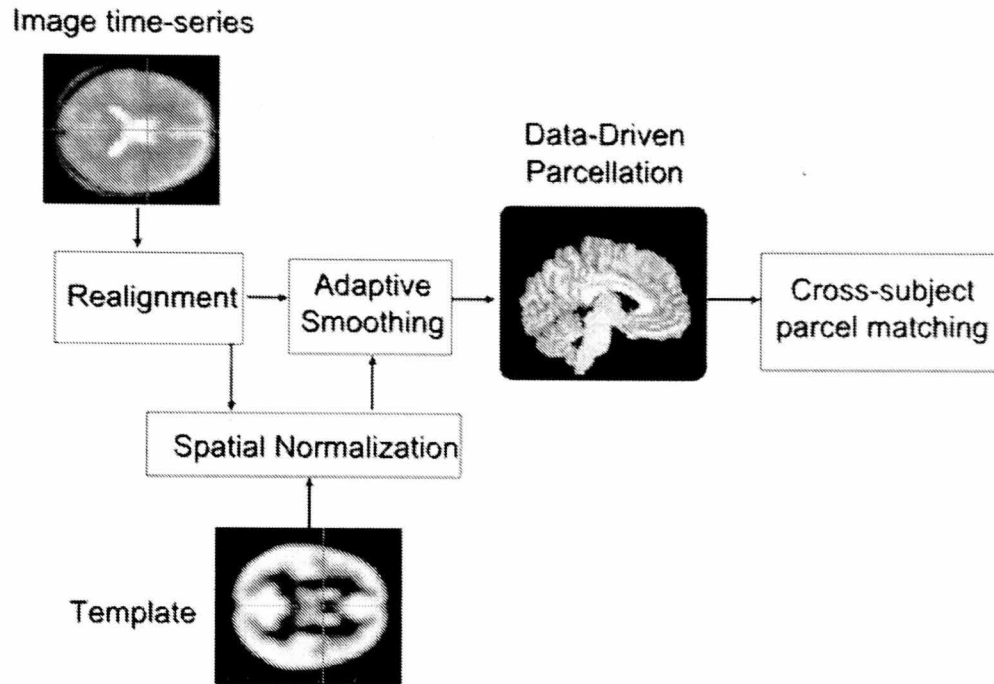 Image time-series
Data-Driven
Parcellation
Realignment
Adaptive
Smoothing
Cross-subject
parcel matching
Spatial Normalization
Template